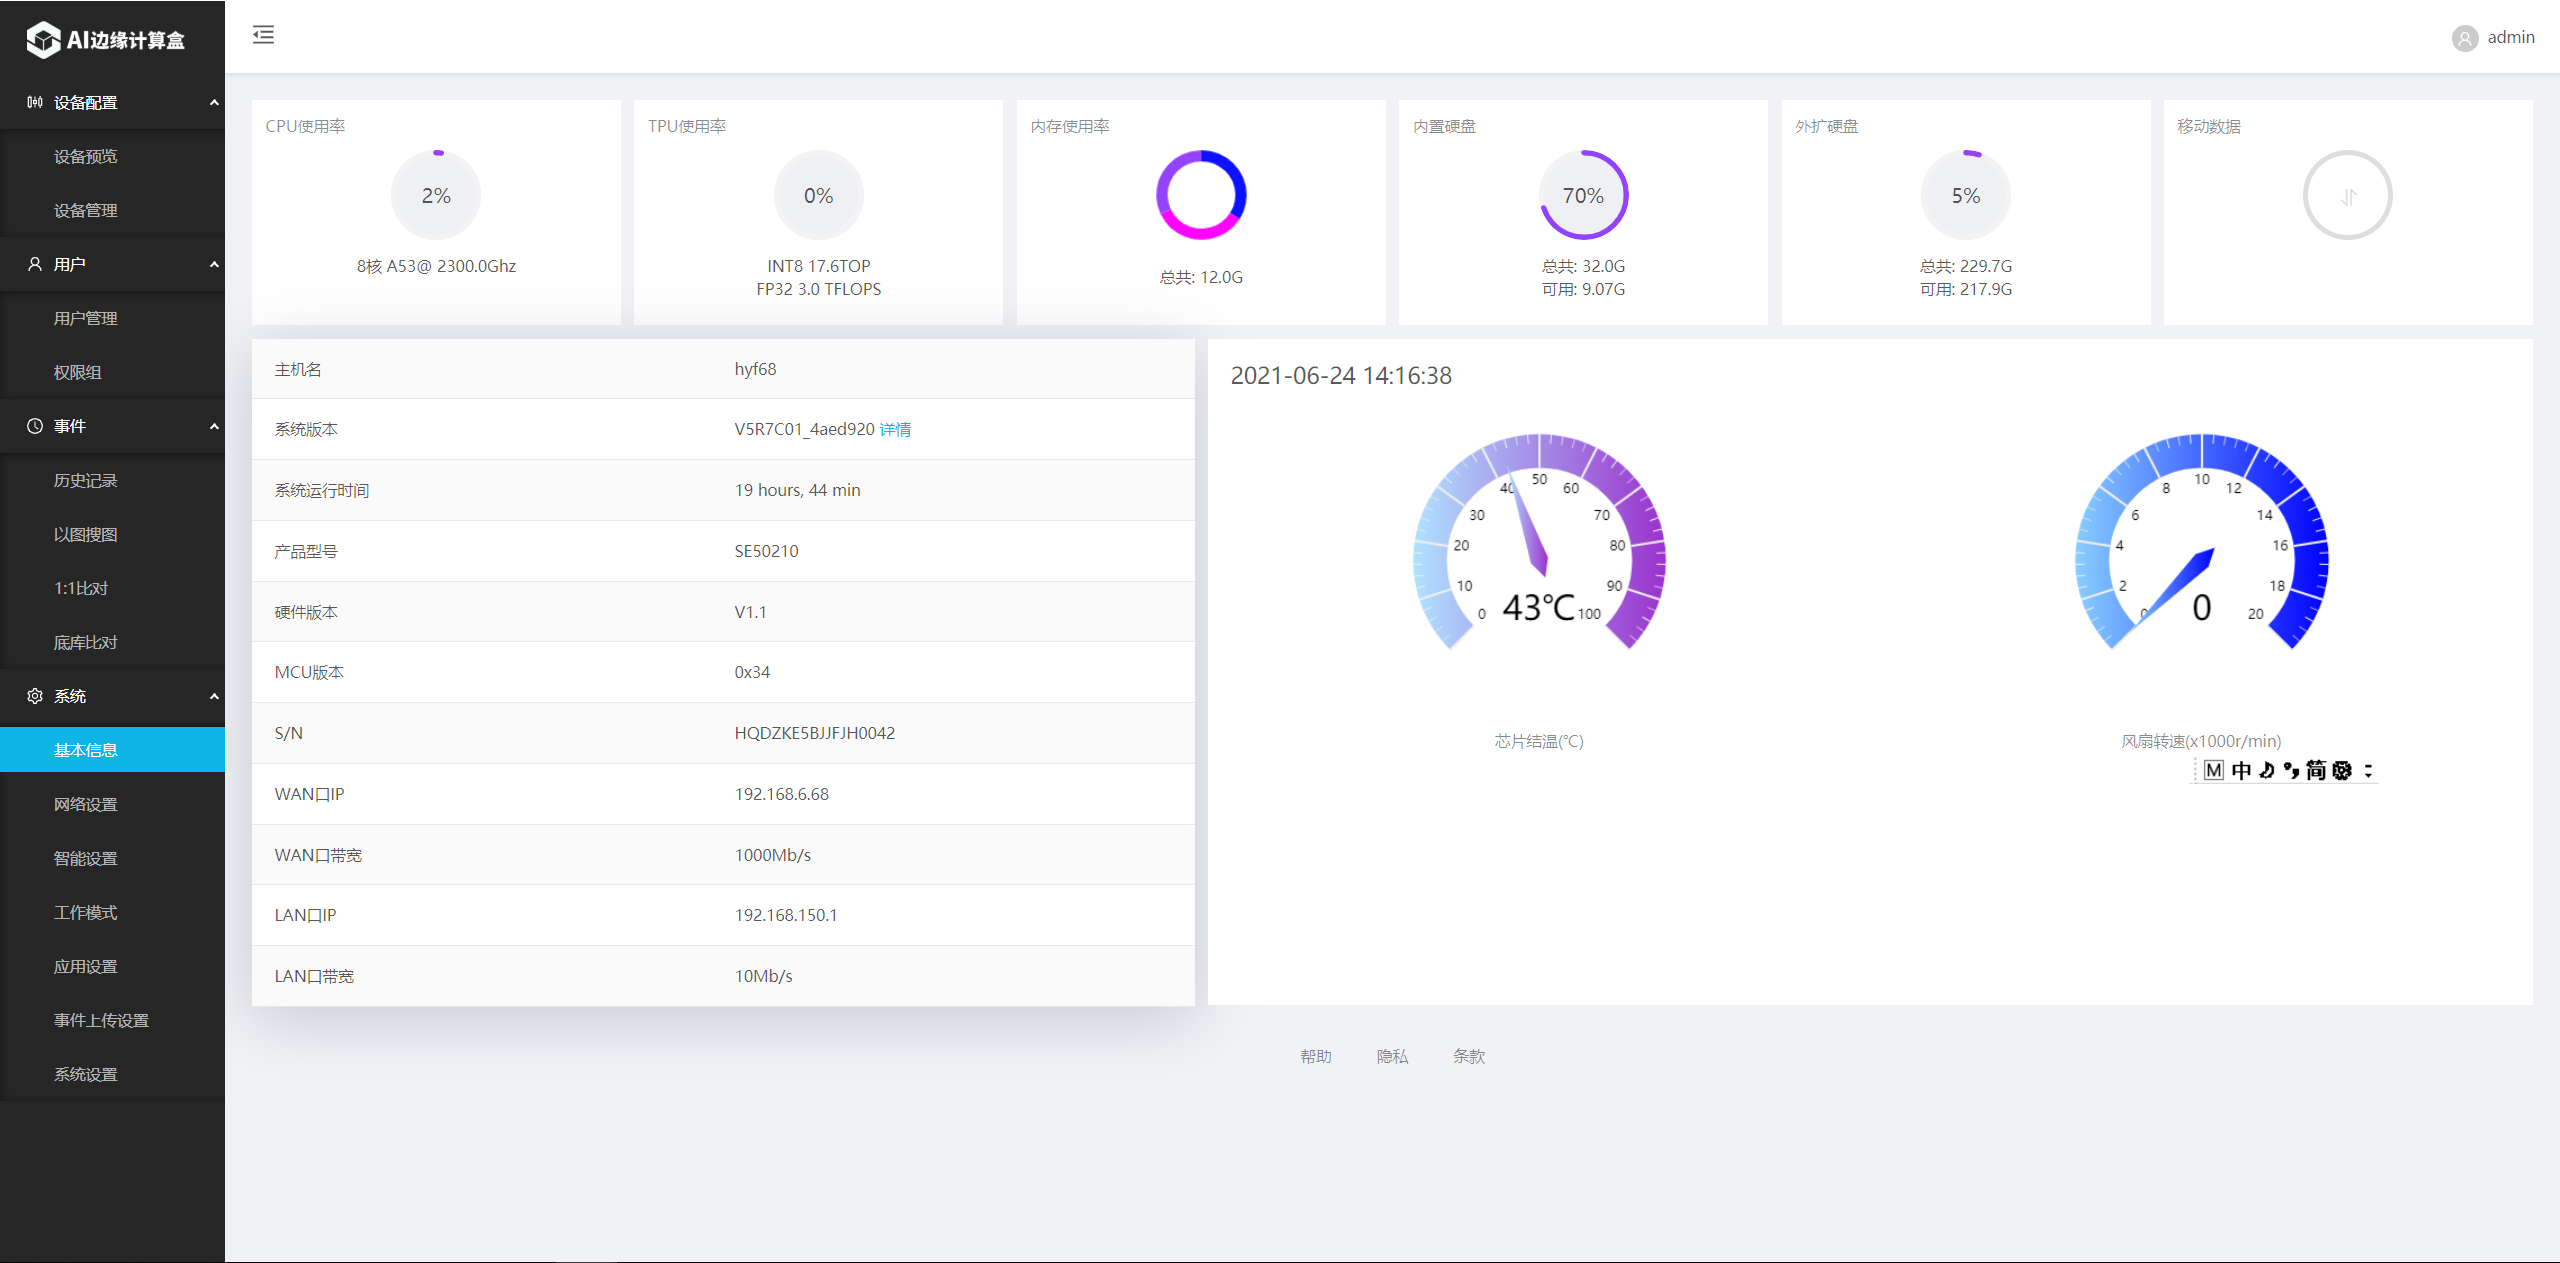 AI边缘计算盒
设备配置
设备预览
设备管理
用户
用户管理
权限组
事件
历史记录
以图搜图
1:1比对
底库比对
系统
基本信息
网络设置
智能设置
工作模式
应用设置
事件上传设置
系统设置
admin
CPU使用率
2%
8核 A53@ 2300.0Ghz
TPU使用率
0%
INT8 17.6TOP
FP32 3.0 TFLOPS
内存使用率
总共: 12.0G
内置硬盘
70%
总共: 32.0G
可用: 9.07G
外扩硬盘
5%
总共: 229.7G
可用: 217.9G
移动数据
主机名 hyf68
系统版本 V5R7C01_4aed920 详情
系统运行时间 19 hours, 44 min
产品型号 SE50210
硬件版本 V1.1
MCU版本 0x34
S/N HQDZKE5BJJFJH0042
WAN口IP 192.168.6.68
WAN口带宽 1000Mb/s
LAN口IP 192.168.150.1
LAN口带宽 10Mb/s
2021-06-24 14:16:38
0 10 20 30 40 50 60 70 80 90 100
43℃
芯片结温(℃)
0 2 4 6 8 10 12 14 16 18 20
0
风扇转速(x1000r/min)
M 中 简
帮助 隐私 条款